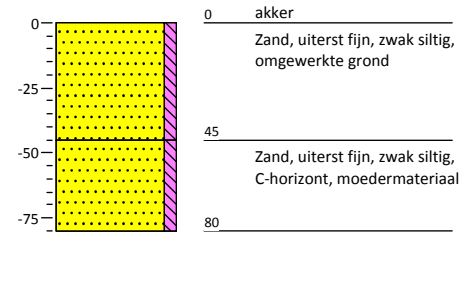 0
-25
-50
-75
0 akker
Zand, uiterst fijn, zwak siltig,
omgewerkte grond
45
Zand, uiterst fijn, zwak siltig,
C-horizont, moedermateriaal
80